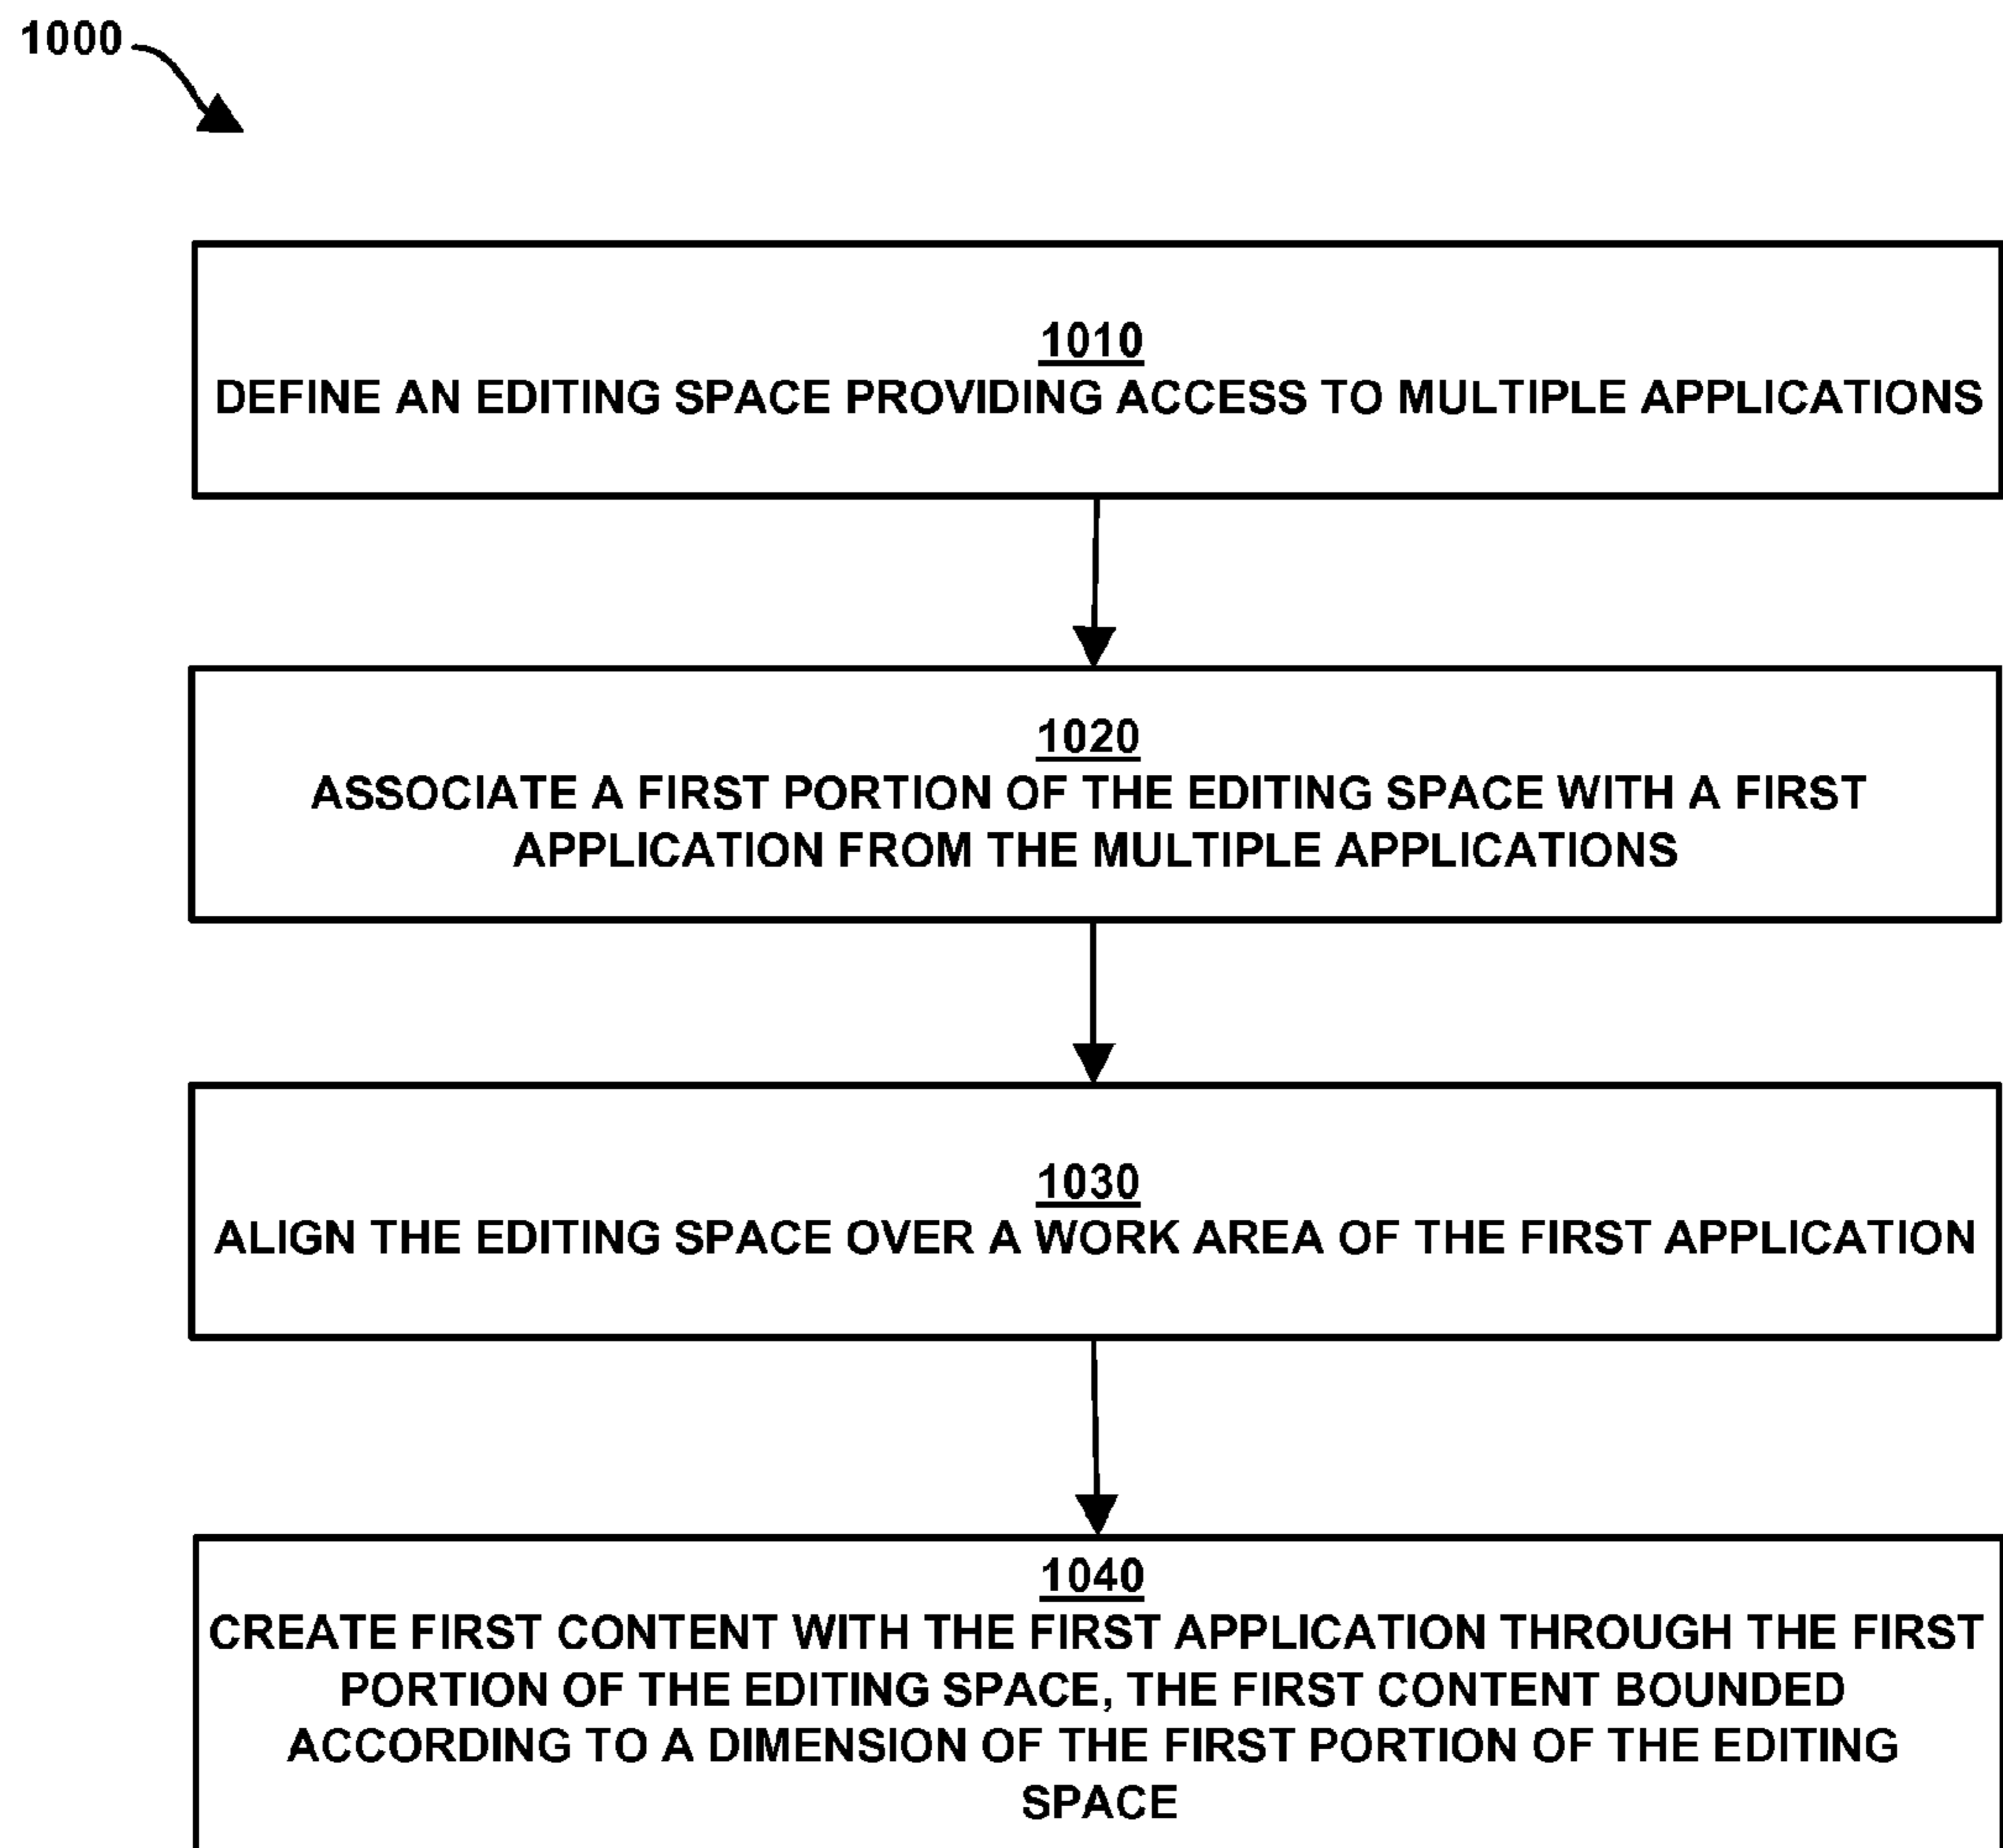 1000
1010
DEFINE AN EDITING SPACE PROVIDING ACCESS TO MULTIPLE APPLICATIONS
1020
ASSOCIATE A FIRST PORTION OF THE EDITING SPACE WITH A FIRST
APPLICATION FROM THE MULTIPLE APPLICATIONS
1030
ALIGN THE EDITING SPACE OVER A WORK AREA OF THE FIRST APPLICATION
1040
CREATE FIRST CONTENT WITH THE FIRST APPLICATION THROUGH THE FIRST
PORTION OF THE EDITING SPACE, THE FIRST CONTENT BOUNDED
ACCORDING TO A DIMENSION OF THE FIRST PORTION OF THE EDITING
SPACE